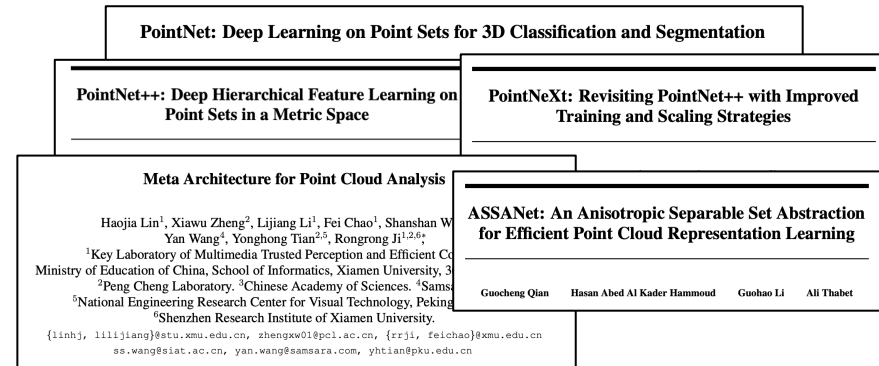 PointNet: Deep Learning on Point Sets for 3D Classification and Segmentation
PointNet++: Deep Hierarchical Feature Learning on
Point Sets in a Metric Space
PointNeXt: Revisiting PointNet++ with Improved
Training and Scaling Strategies
Meta Architecture for Point Cloud Analysis
Haojia Lin¹, Xiawu Zheng², Lijiang Li¹, Fei Chao¹, Shanshan
Yan Wang⁴, Yonghong Tian²,⁵, Rongrong Ji¹,²,⁶*,
¹Key Laboratory of Multimedia Trusted Perception and Efficient
Ministry of Education of China, School of Informatics, Xiamen University,
²Peng Cheng Laboratory. ³Chinese Academy of Sciences.
⁵National Engineering Research Center for Visual Technology, Peking
⁶Shenzhen Research Institute of Xiamen University.
{linhj, lilijiang}@stu.xmu.edu.cn, zhengxw01@pcl.ac.cn, {rrji, feichao}@xmu.edu.cn
ss.wang@siat.ac.cn, yan.wang@samsara.com, yhtian@pku.edu.cn
ASSANet: An Anisotropic Separable Set Abstraction
for Efficient Point Cloud Representation Learning
Guocheng Qian Hasan Abed Al Kader Hammoud Guohao Li Ali Thabet